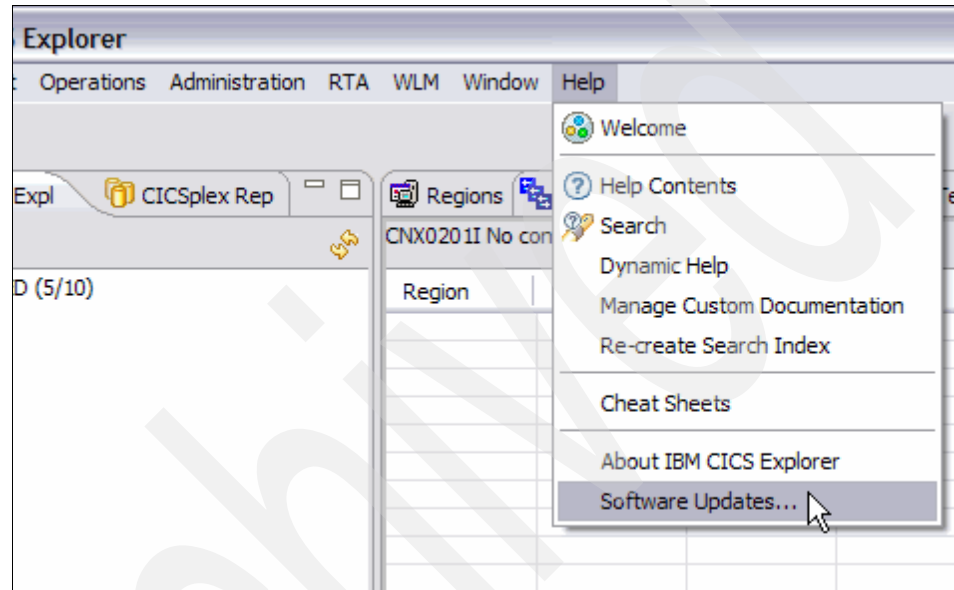 Explorer
Operations Administration RTA WLM Window Help
Welcome
Help Contents
Search
Dynamic Help
Manage Custom Documentation
Re-create Search Index
Cheat Sheets
About IBM CICS Explorer
Software Updates...
Expl CICSplex Rep
Regions
CNX0201I No con
D (5/10)
Region
hived